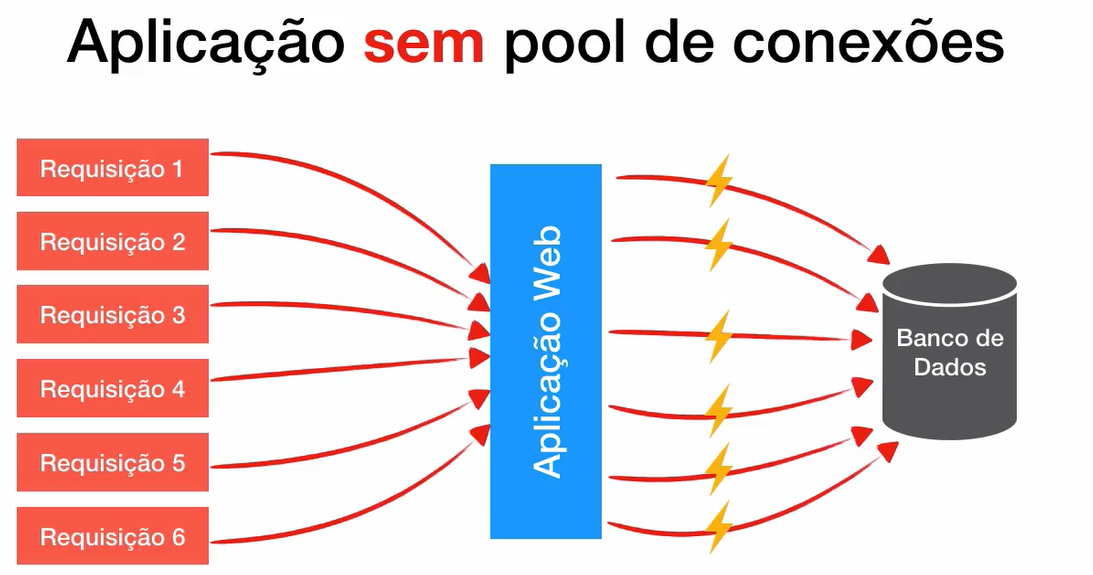 Aplicação sem pool de conexões
Requisição 1
Requisição 2
Requisição 3
Requisição 4
Requisição 5
Requisição 6
Aplicação Web
Banco de
Dados